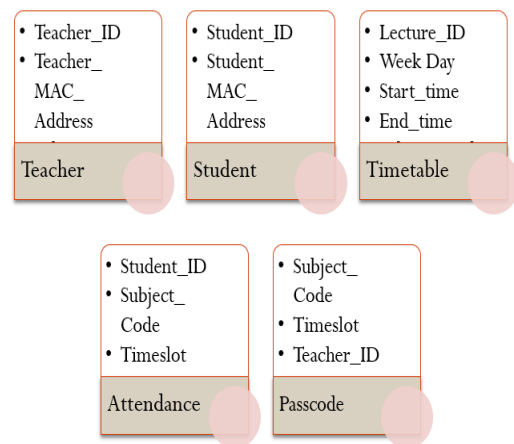 • Teacher_ID
• Teacher_
MAC_
Address
Teacher
• Student_ID
• Student_
MAC_
Address
Student
• Lecture_ID
• Week Day
• Start_time
• End_time
Timetable
• Student_ID
• Subject_
Code
• Timeslot
Attendance
• Subject_
Code
• Timeslot
• Teacher_ID
Passcode